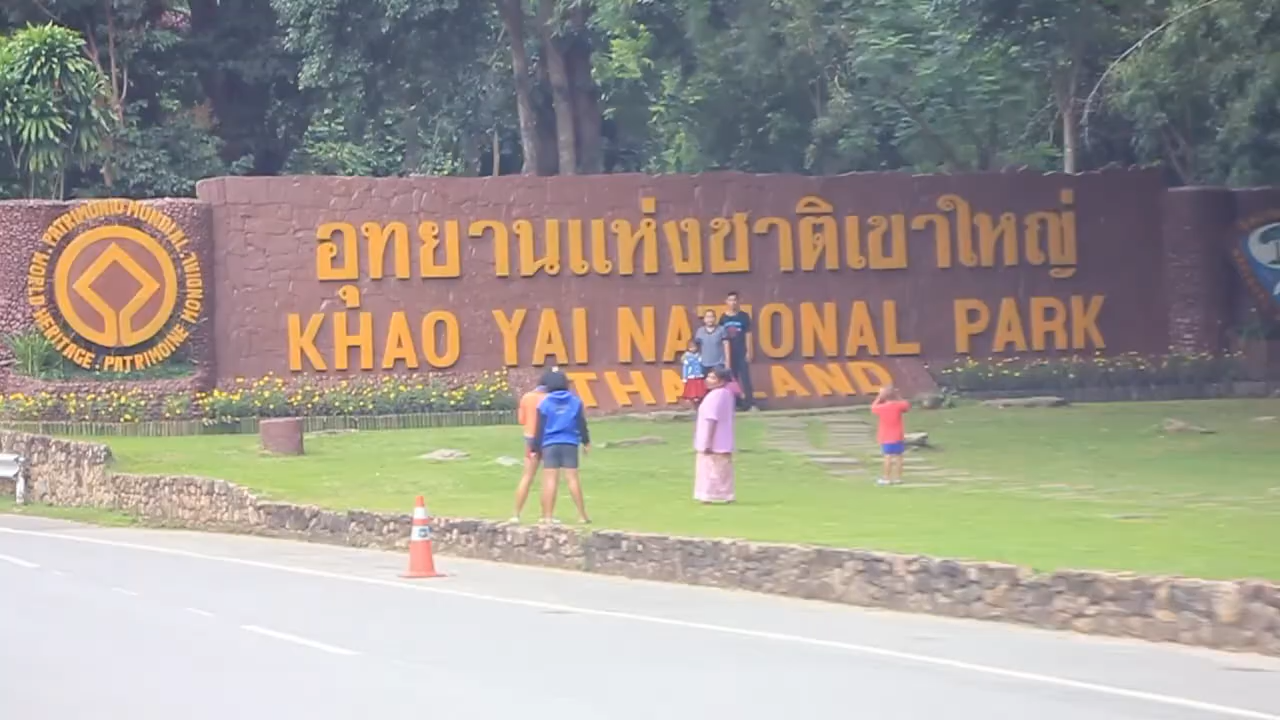 อุทยานแห่งชาติเขาใหญ่
KHAO YAI NATIONAL PARK
THAILAND
WORLD HERITAGE . PATRIMOINE MONDIAL . PATRIMONIO MUNDIAL .